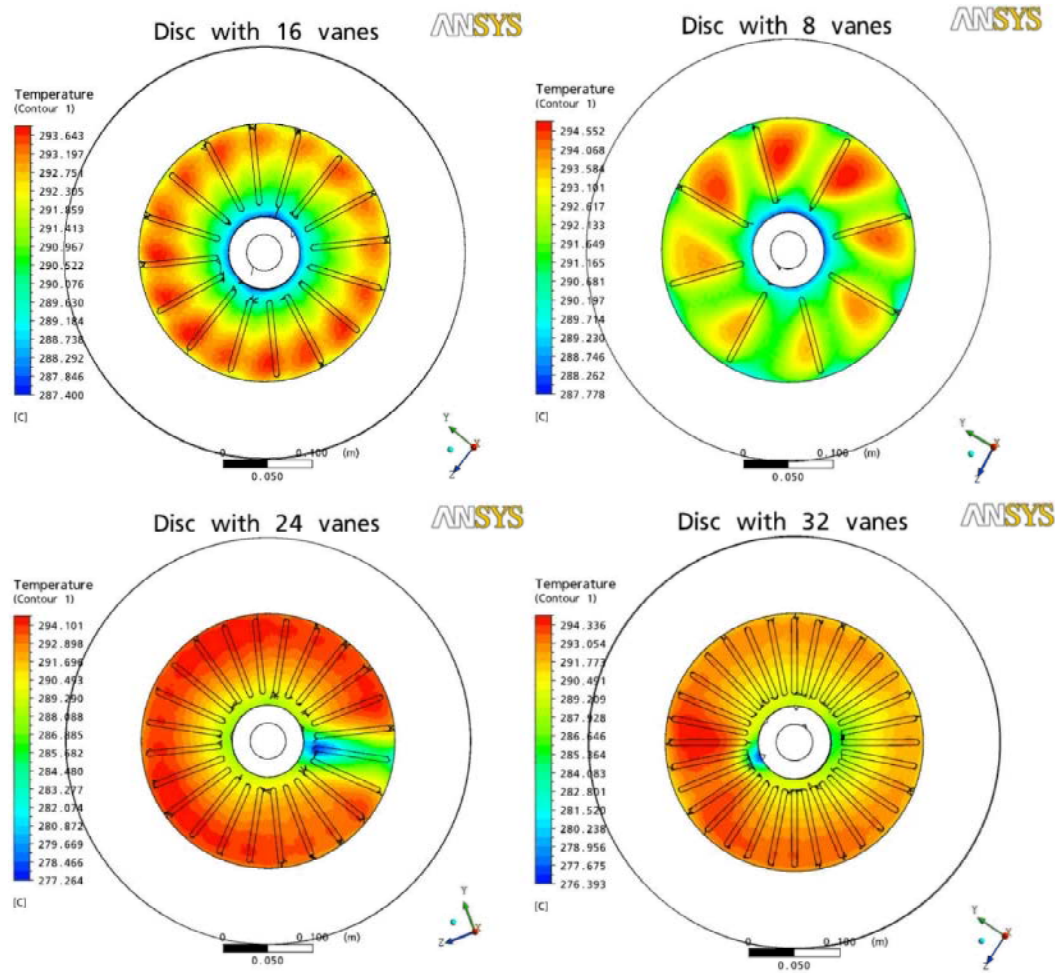 Disc with 16 vanes
ANSYS
Temperature
(Contour 1)
293.643
293.197
292.751
292.305
291.859
291.413
290.967
290.522
290.076
289.630
289.184
288.738
288.292
287.846
287.400
[C]
Y
X
Z
0 0.100 (m)
0.050
Disc with 8 vanes
ANSYS
Temperature
(Contour 1)
294.552
294.068
293.584
293.101
292.617
292.133
291.649
291.165
290.681
290.197
289.714
289.230
288.746
288.262
287.778
[C]
Y
X
Z
0 0.100 (m)
0.050
Disc with 24 vanes
ANSYS
Temperature
(Contour 1)
294.101
292.898
291.696
290.493
289.290
288.088
286.885
285.682
284.480
283.277
282.074
280.872
279.669
278.466
277.264
[C]
Y
X
Z
0 0.100 (m)
0.050
Disc with 32 vanes
ANSYS
Temperature
(Contour 1)
294.336
293.054
291.773
290.491
289.209
287.928
286.646
285.364
284.083
282.801
281.520
280.238
278.956
277.675
276.393
[C]
Y
X
Z
0 0.100 (m)
0.050